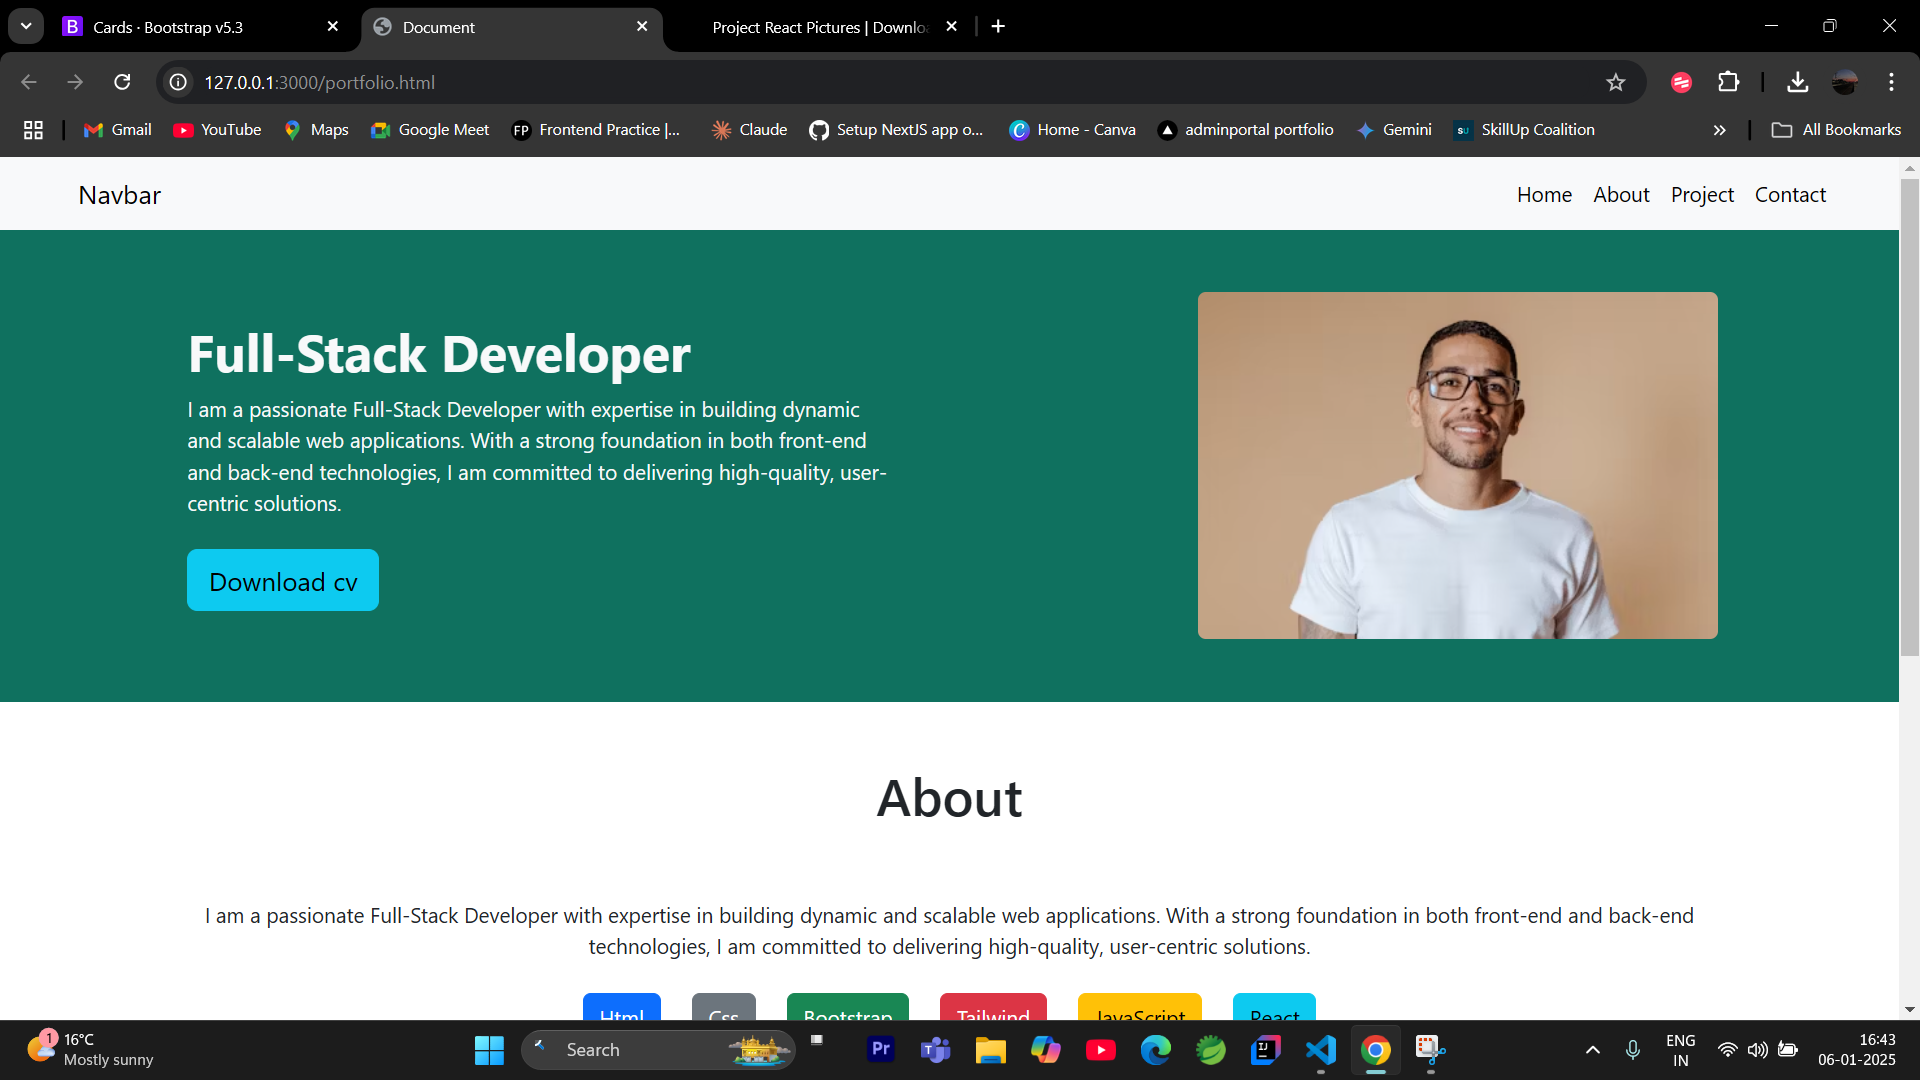 Cards · Bootstrap v5.3
Document
Project React Pictures | Downlo
127.0.0.1:3000/portfolio.html
Gmail
YouTube
Maps
Google Meet
FP
Frontend Practice |...
Claude
Setup NextJS app o...
Home - Canva
adminportal portfolio
Gemini
SU
SkillUp Coalition
All Bookmarks
Navbar
Home
About
Project
Contact
Full-Stack Developer
I am a passionate Full-Stack Developer with expertise in building dynamic
and scalable web applications. With a strong foundation in both front-end
and back-end technologies, I am committed to delivering high-quality, user-
centric solutions.
Download cv
About
I am a passionate Full-Stack Developer with expertise in building dynamic and scalable web applications. With a strong foundation in both front-end and back-end
technologies, I am committed to delivering high-quality, user-centric solutions.
Html
Css
Bootstrap
Tailwind
JavaScript
React
1
16°C
Mostly sunny
Search
Pr
ENG
IN
16:43
06-01-2025